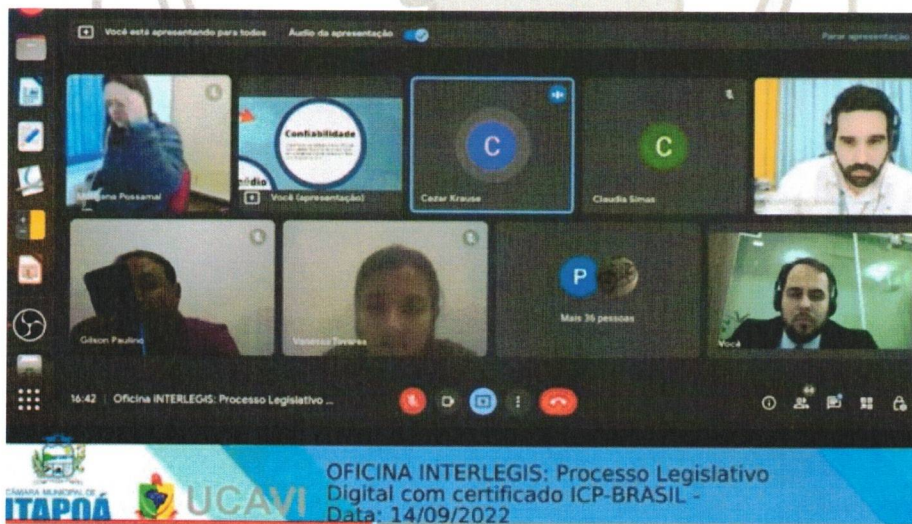 Você está apresentando para todos
Áudio da apresentação
Parar apresentação
Confiabilidade
Você (apresentação)
C
Cezar Krause
C
Claudia Simas
Gilson Paulino
Vanessa Tavares
P
Mais 36 pessoas
Você
16:42 | Oficina INTERLEGIS: Processo Legislativo ...
CÂMARA MUNICIPAL DE
ITAPOÁ
UCAVI
OFICINA INTERLEGIS: Processo Legislativo
Digital com certificado ICP-BRASIL -
Data: 14/09/2022